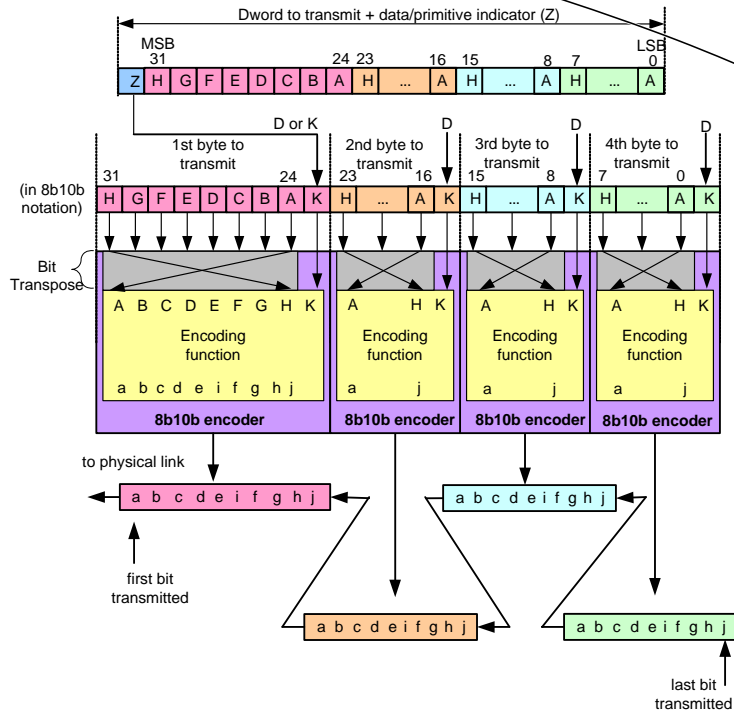 Dword to transmit + data/primitive indicator (Z)
MSB LSB
31 24 23 16 15 8 7 0
Z H G F E D C B A H ... A H ... A H ... A
D or K D D D
1st byte to transmit
2nd byte to transmit
3rd byte to transmit
4th byte to transmit
31 24 23 16 15 8 7 0
(in 8b10b notation)
H G F E D C B A K H ... A K H ... A K H ... A K
Bit Transpose
A B C D E F G H K A H K A H K A H K
Encoding function
Encoding function
Encoding function
Encoding function
a b c d e i f g h j a j a j a j
8b10b encoder 8b10b encoder 8b10b encoder 8b10b encoder
to physical link
a b c d e i f g h j
a b c d e i f g h j
first bit transmitted
a b c d e i f g h j
a b c d e i f g h j
last bit transmitted